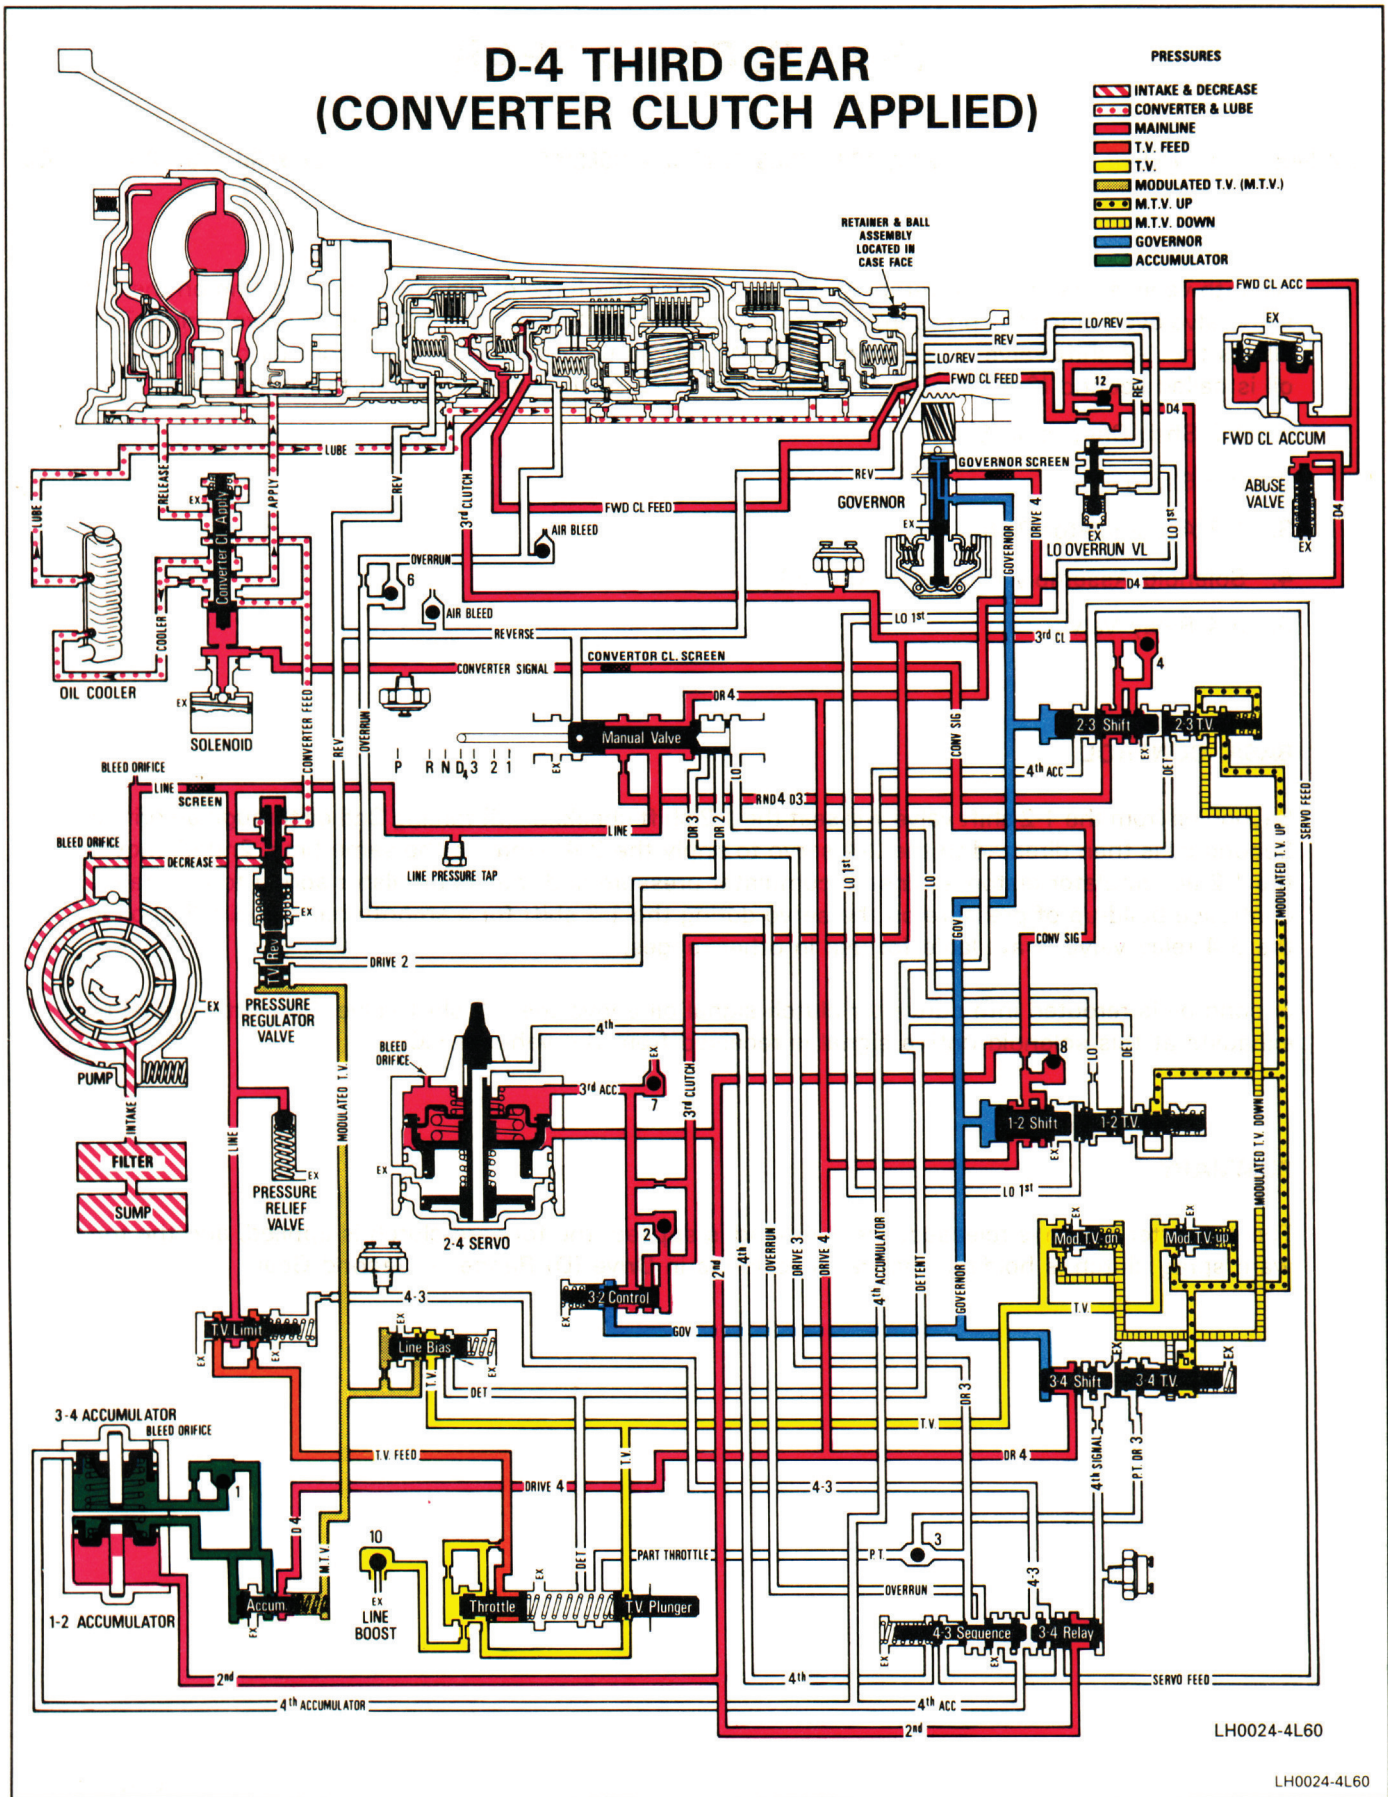 D-4 THIRD GEAR
(CONVERTER CLUTCH APPLIED)
PRESSURES
INTAKE & DECREASE
CONVERTER & LUBE
MAINLINE
T.V. FEED
T.V.
MODULATED T.V. (M.T.V.)
M.T.V. UP
M.T.V. DOWN
GOVERNOR
ACCUMULATOR
RETAINER & BALL
ASSEMBLY
LOCATED IN
CASE FACE
FWD CL ACC
EX
LO/REV
REV
LO/REV
FWD CL FEED
REV
12
D4
FWD CL ACCUM
LUBE
RELEASE
APPLY
REV
3rd CLUTCH
REV
GOVERNOR SCREEN
GOVERNOR
ABUSE
VALVE
EX
D4
LUBE
EX
Converter Cl. Apply
FWD CL FEED
AIR BLEED
OVERRUN
6
AIR BLEED
EX
GOVERNOR
DRIVE 4
EX
LO OVERRUN VL
LO 1st
D4
COOLER
REVERSE
LO 1st
3rd CL
4
CONVERTER SIGNAL
CONVERTOR CL. SCREEN
OIL COOLER
EX
SOLENOID
CONVERTER FEED
REV
OVERRUN
DR 4
Manual Valve
P R N D4 3 2 1
EX
LO
CONV SIG
2-3 Shift
2-3 T.V.
EX
DET
4th ACC
BLEED ORIFICE
LINE
SCREEN
RND4 D3
LINE
DR 3
DR 2
SERVO FEED
BLEED ORIFICE
DECREASE
LINE PRESSURE TAP
EX
LO 1st
LO
MODULATED T.V. UP
T.V. Rev
DRIVE 2
GOV
CONV SIG
EX
PRESSURE
REGULATOR
VALVE
PUMP
BLEED
ORIFICE
4th
EX
3rd ACC
7
3rd CLUTCH
8
LO
DET
INTAKE
LINE
MODULATED T.V.
1-2 Shift
1-2 T.V.
EX
MODULATED T.V. DOWN
FILTER
SUMP
EX
PRESSURE
RELIEF
VALVE
EX
2-4 SERVO
2
LO 1st
2nd
4th
OVERRUN
DRIVE 3
DRIVE 4
4th ACCUMULATOR
DETENT
GOVERNOR
EX
Mod. T.V. dn
EX
Mod. T.V. up
T.V.
4-3
3-2 Control
EX
GOV
T.V. Limit
EX
EX
EX
Line Bias
EX
T.V.
DET
EX
3-4 Shift
3-4 T.V.
EX
DR 3
T.V.
3-4 ACCUMULATOR
BLEED ORIFICE
T.V. FEED
T.V.
DR 4
4th SIGNAL
P.T. DR 3
1
DRIVE 4
4-3
D 4
M.T.V.
10
EX
LINE
BOOST
DET
PART THROTTLE
P.T.
3
EX
4-3
OVERRUN
1-2 ACCUMULATOR
Accum.
EX
Throttle
T.V. Plunger
4-3 Sequence
3-4 Relay
EX
EX
2nd
4th
SERVO FEED
4th ACCUMULATOR
4th ACC
2nd
LH0024-4L60
LH0024-4L60